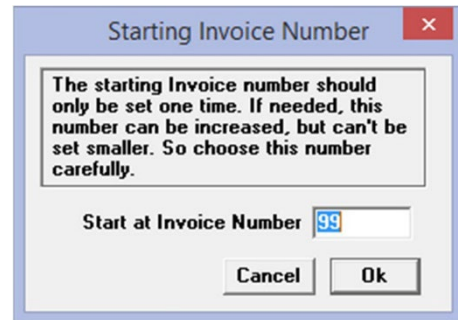 Starting Invoice Number
The starting Invoice number should
only be set one time. If needed, this
number can be increased, but can't be
set smaller. So choose this number
carefully.
Start at Invoice Number 99
Cancel Ok